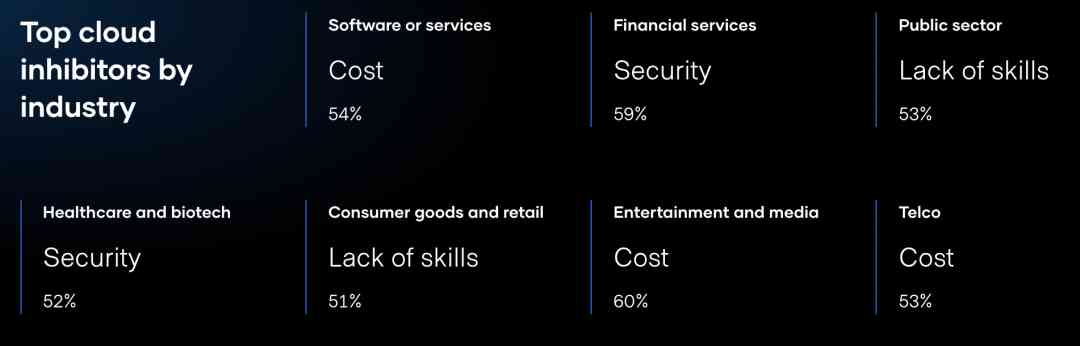 Top cloud
inhibitors by
industry
Software or services
Cost
54%
Financial services
Security
59%
Public sector
Lack of skills
53%
Healthcare and biotech
Security
52%
Consumer goods and retail
Lack of skills
51%
Entertainment and media
Cost
60%
Telco
Cost
53%